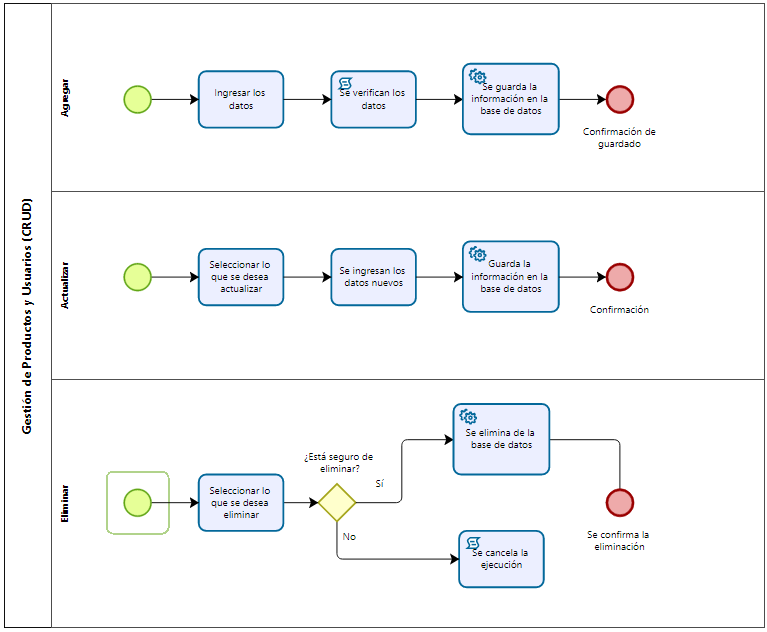 Gestión de Productos y Usuarios (CRUD)
Agregar
Ingresar los
datos
Se verifican los
datos
Se guarda la
información en la
base de datos
Confirmación de
guardado
Actualizar
Seleccionar lo
que se desea
actualizar
Se ingresan los
datos nuevos
Guarda la
información en la
base de datos
Confirmación
Eliminar
Seleccionar lo
que se desea
eliminar
¿Está seguro de
eliminar?
Sí
No
Se elimina de la
base de datos
Se cancela la
ejecución
Se confirma la
eliminación